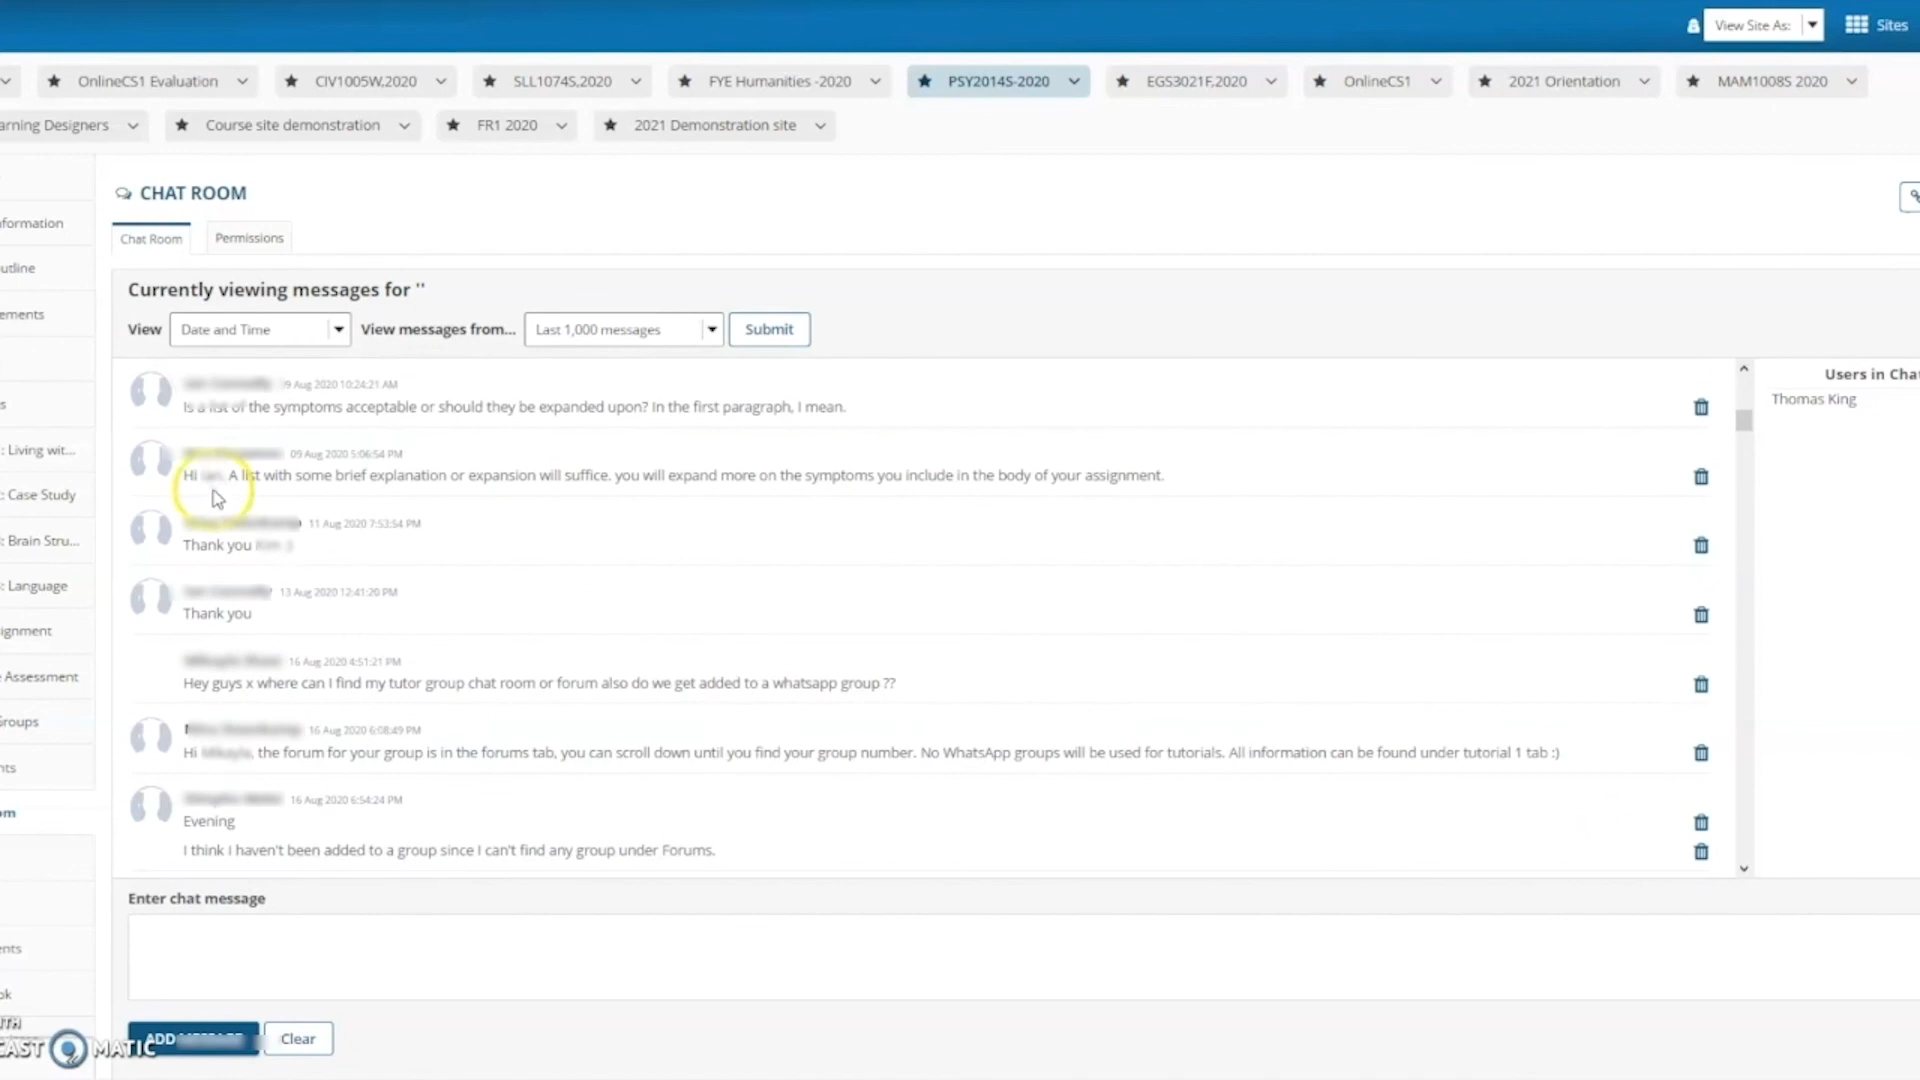 View Site As:
Sites
OnlineCS1 Evaluation
CIV1005W,2020
SLL1074S,2020
FYE Humanities -2020
PSY2014S-2020
EGS3021F,2020
OnlineCS1
2021 Orientation
MAM1008S 2020
arning Designers
Course site demonstration
FR1 2020
2021 Demonstration site
CHAT ROOM
nformation
Chat Room
Permissions
utline
Currently viewing messages for ''
ements
View
Date and Time
View messages from...
Last 1,000 messages
Submit
Users in Cha
Thomas King
9 Aug 2020 10:24:21 AM
Is a list of the symptoms acceptable or should they be expanded upon? In the first paragraph, I mean.
s
: Living wit...
09 Aug 2020 5:06:54 PM
Hi A list with some brief explanation or expansion will suffice. you will expand more on the symptoms you include in the body of your assignment.
: Case Study
11 Aug 2020 7:53:54 PM
Thank you
: Brain Stru...
: Language
13 Aug 2020 12:41:20 PM
Thank you
ignment
16 Aug 2020 4:51:21 PM
Hey guys x where can I find my tutor group chat room or forum also do we get added to a whatsapp group ??
e Assessment
Groups
16 Aug 2020 6:08:49 PM
Hi the forum for your group is in the forums tab, you can scroll down until you find your group number. No WhatsApp groups will be used for tutorials. All information can be found under tutorial 1 tab :)
nts
16 Aug 2020 6:54:24 PM
om
Evening
I think I haven't been added to a group since I can't find any group under Forums.
Enter chat message
ents
ok
ADD
Clear
ITH
CAST MATIC